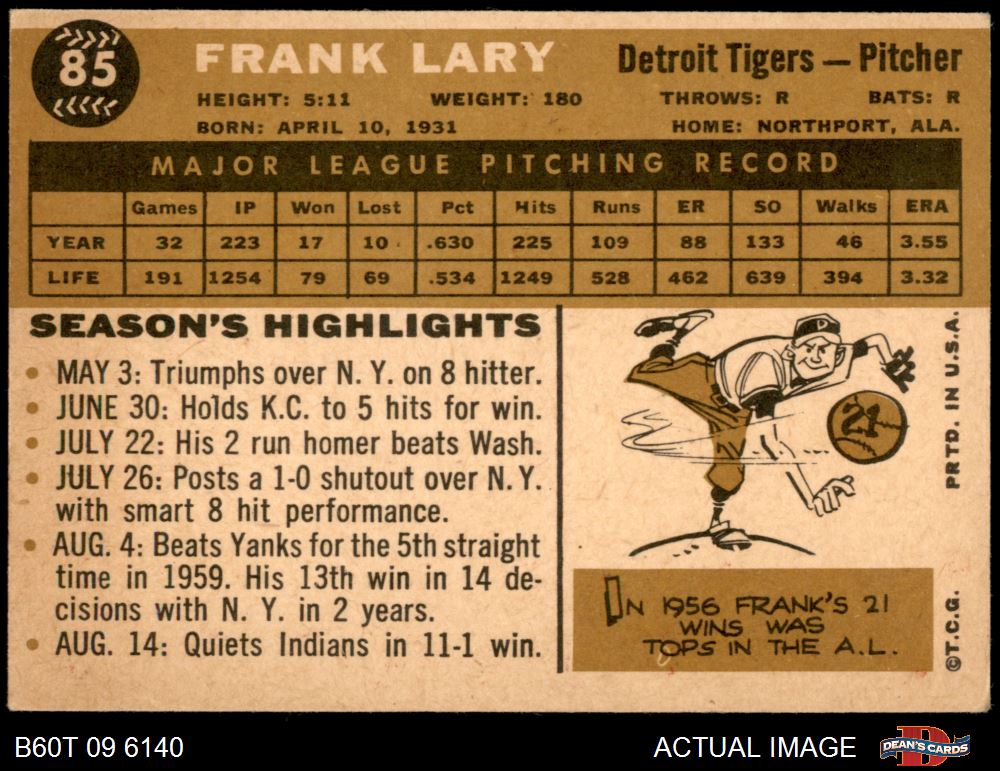 85
FRANK LARY
Detroit Tigers — Pitcher
HEIGHT: 5:11 WEIGHT: 180 THROWS: R BATS: R
BORN: APRIL 10, 1931 HOME: NORTHPORT, ALA.
MAJOR LEAGUE PITCHING RECORD
Games IP Won Lost Pct Hits Runs ER SO Walks ERA
YEAR 32 223 17 10 .630 225 109 88 133 46 3.55
LIFE 191 1254 79 69 .534 1249 528 462 639 394 3.32
SEASON'S HIGHLIGHTS
• MAY 3: Triumphs over N. Y. on 8 hitter.
• JUNE 30: Holds K.C. to 5 hits for win.
• JULY 22: His 2 run homer beats Wash.
• JULY 26: Posts a 1-0 shutout over N. Y.
with smart 8 hit performance.
• AUG. 4: Beats Yanks for the 5th straight
time in 1959. His 13th win in 14 de-
cisions with N. Y. in 2 years.
• AUG. 14: Quiets Indians in 11-1 win.
D
21
IN 1956 FRANK'S 21
WINS WAS
TOPS IN THE A.L.
©T.C.G. PRTD. IN U.S.A.
B60T 09 6140
ACTUAL IMAGE
DEAN'S CARDS